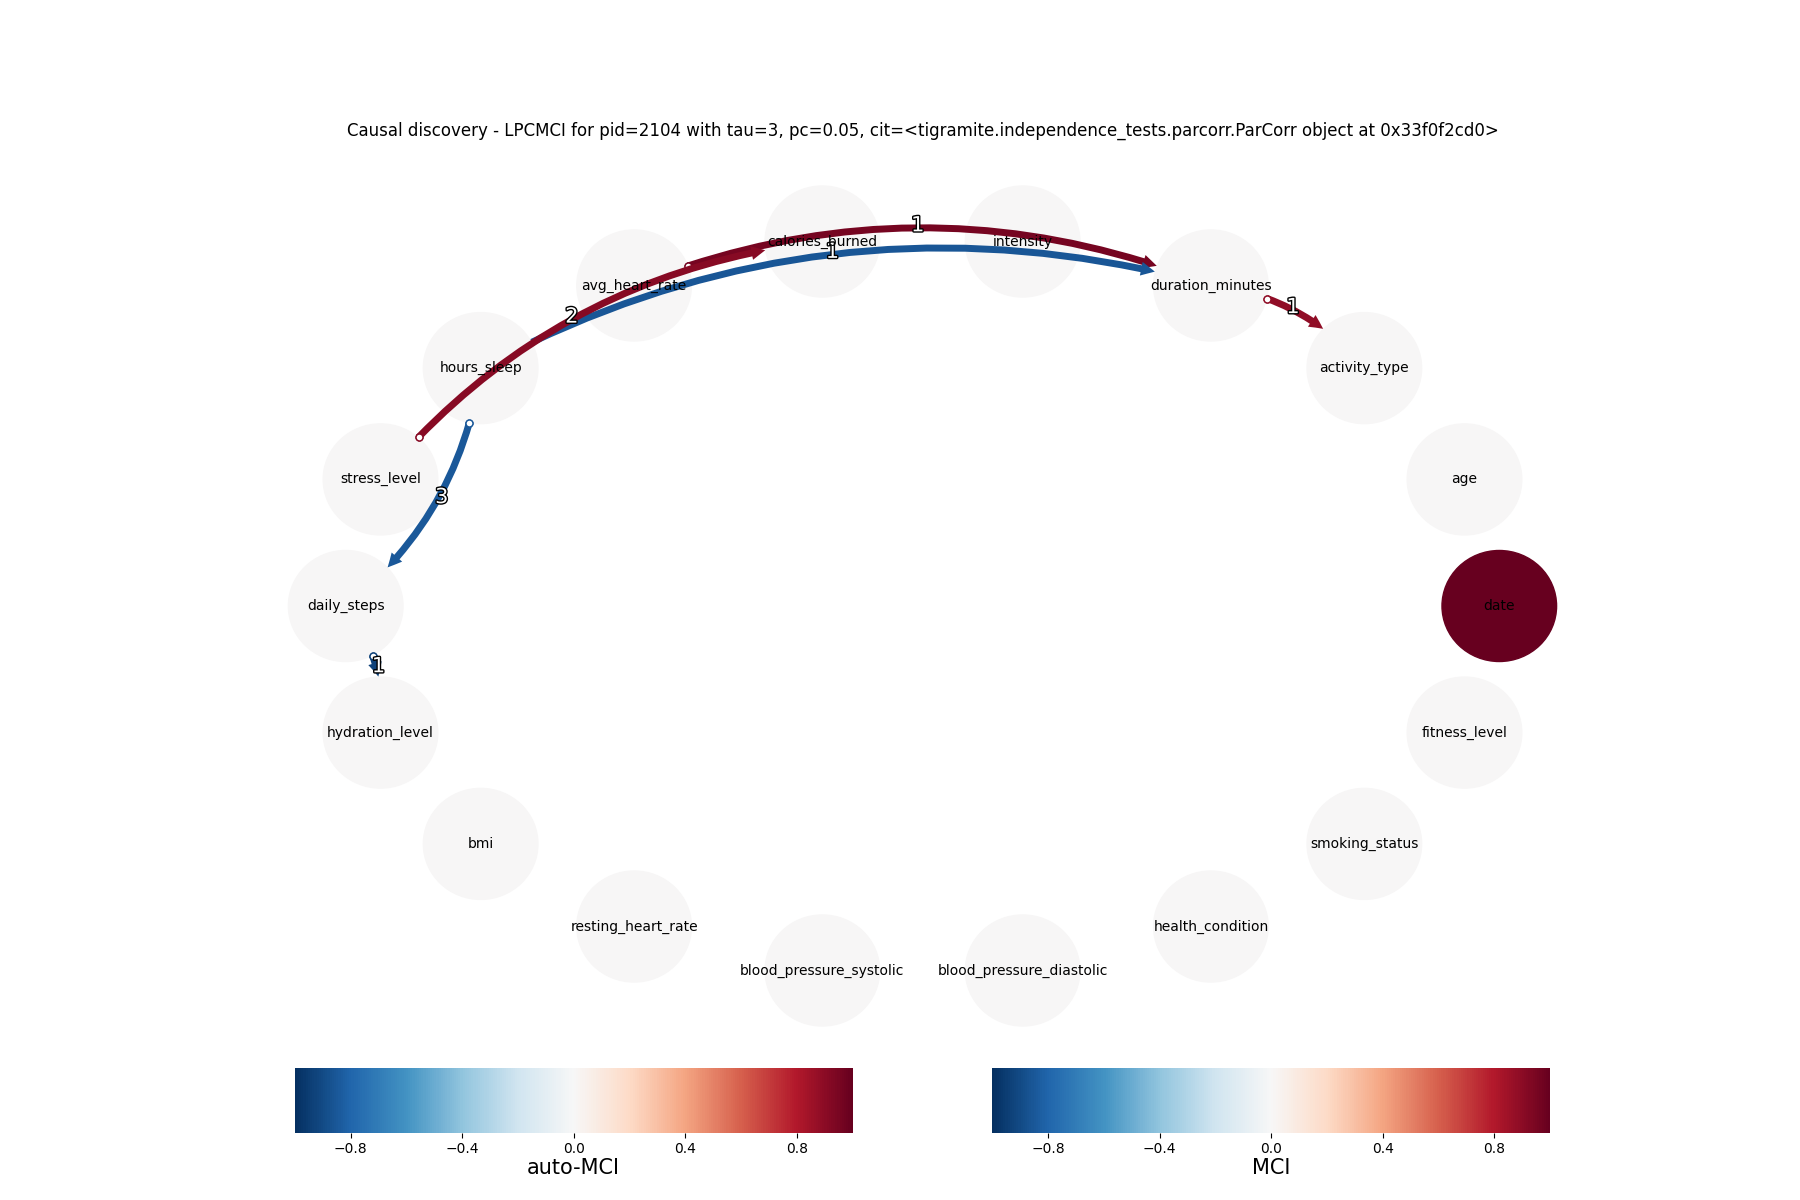 Causal discovery - LPCMCI for pid=2104 with tau=3, pc=0.05, cit=<tigramite.independence_tests.parcorr.ParCorr object at 0x33f0f2cd0>
1
calories_burned
intensity
1
avg_heart_rate
duration_minutes
1
2
hours_sleep
activity_type
stress_level
age
3
daily_steps
date
1
hydration_level
fitness_level
bmi
smoking_status
resting_heart_rate
health_condition
blood_pressure_systolic
blood_pressure_diastolic
−0.8 −0.4 0.0 0.4 0.8
auto-MCI
−0.8 −0.4 0.0 0.4 0.8
MCI